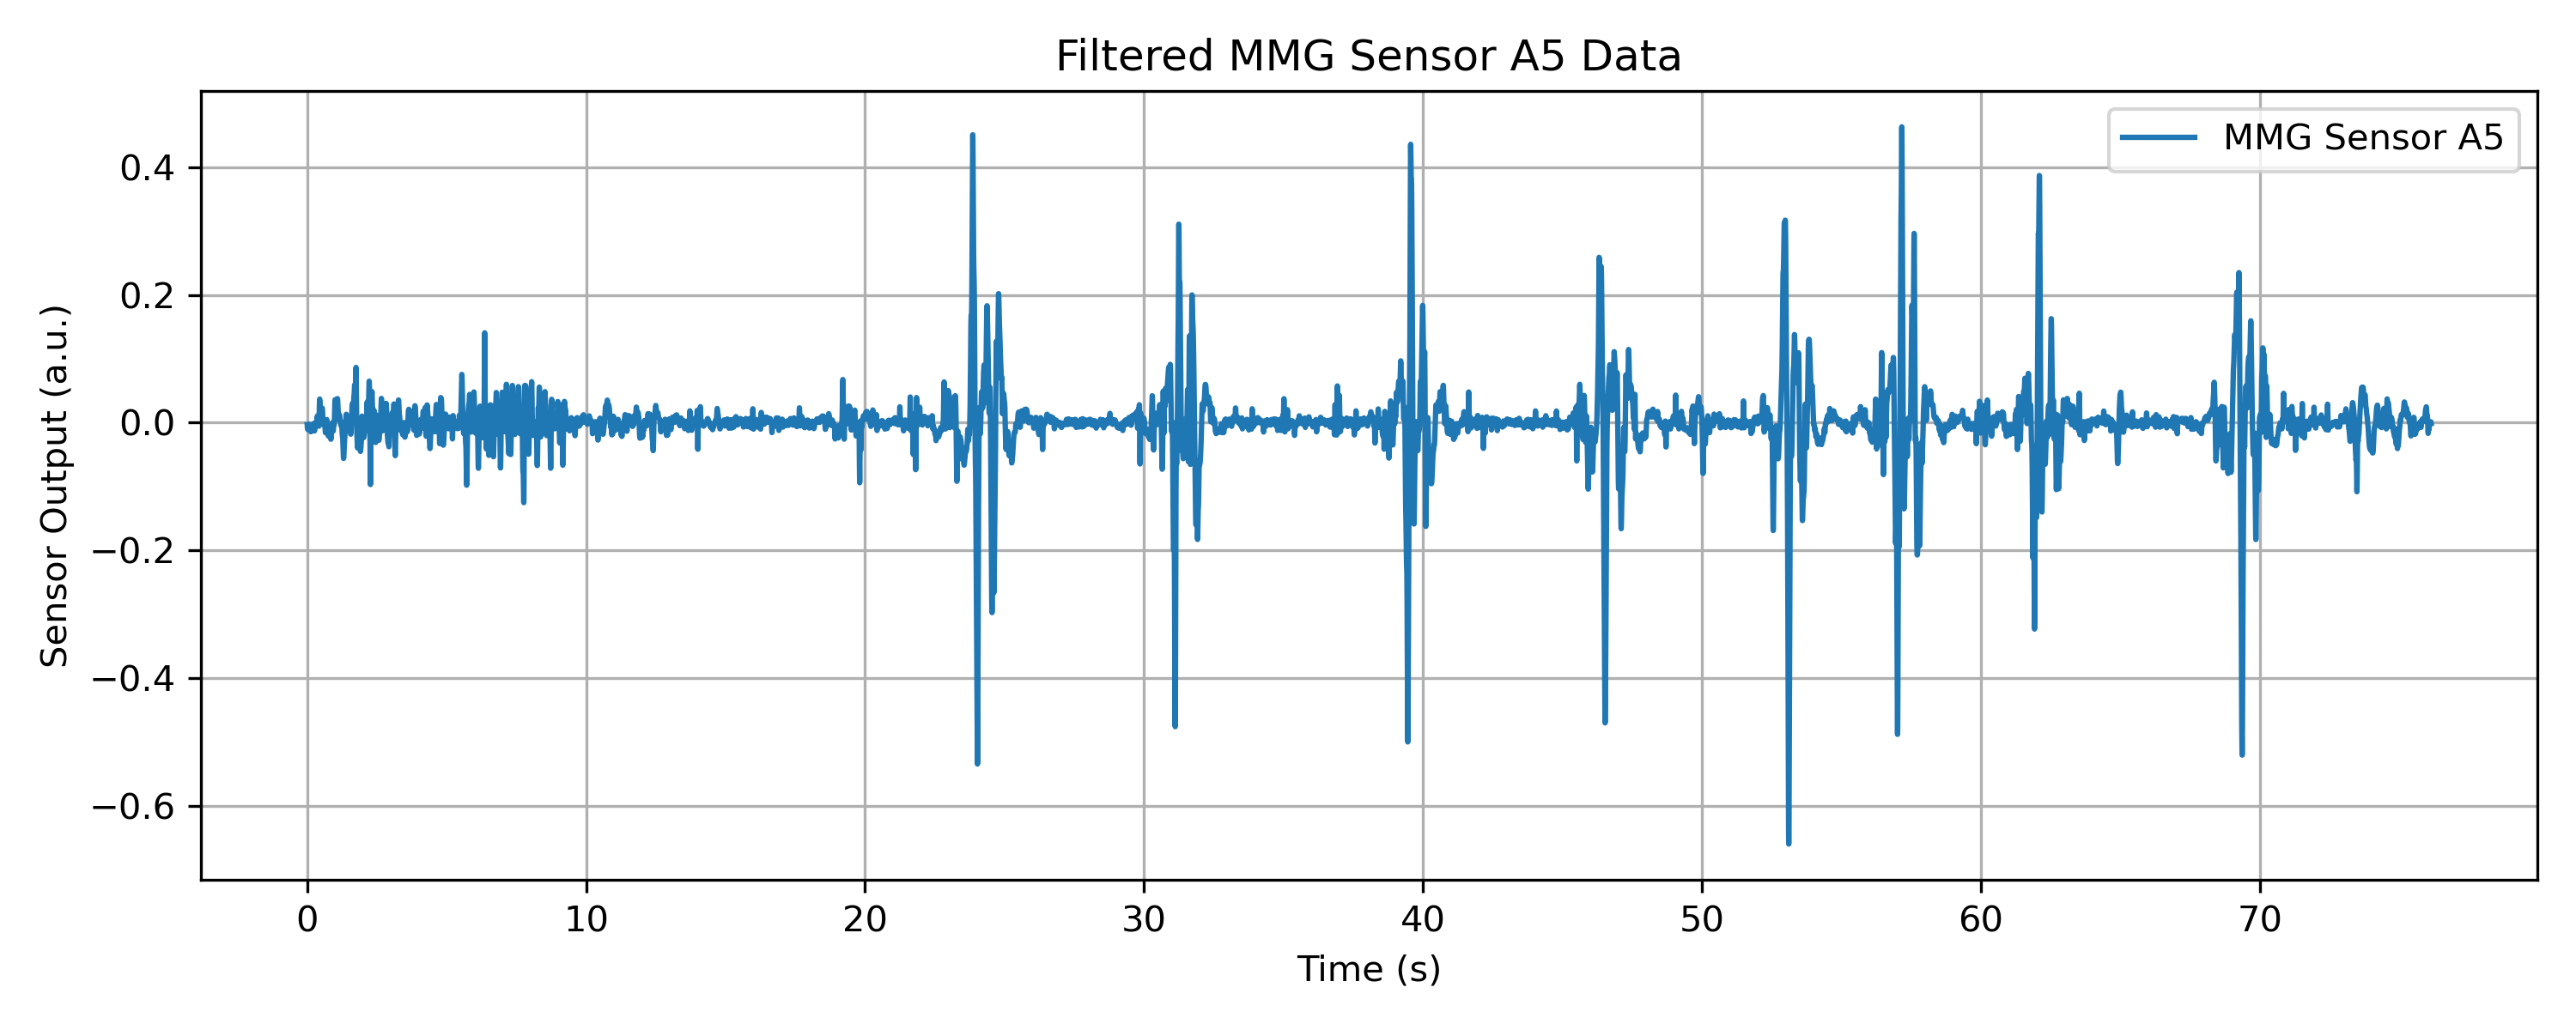 Filtered MMG Sensor A5 Data
MMG Sensor A5
Sensor Output (a.u.)
0.4
0.2
0.0
−0.2
−0.4
−0.6
0 10 20 30 40 50 60 70
Time (s)